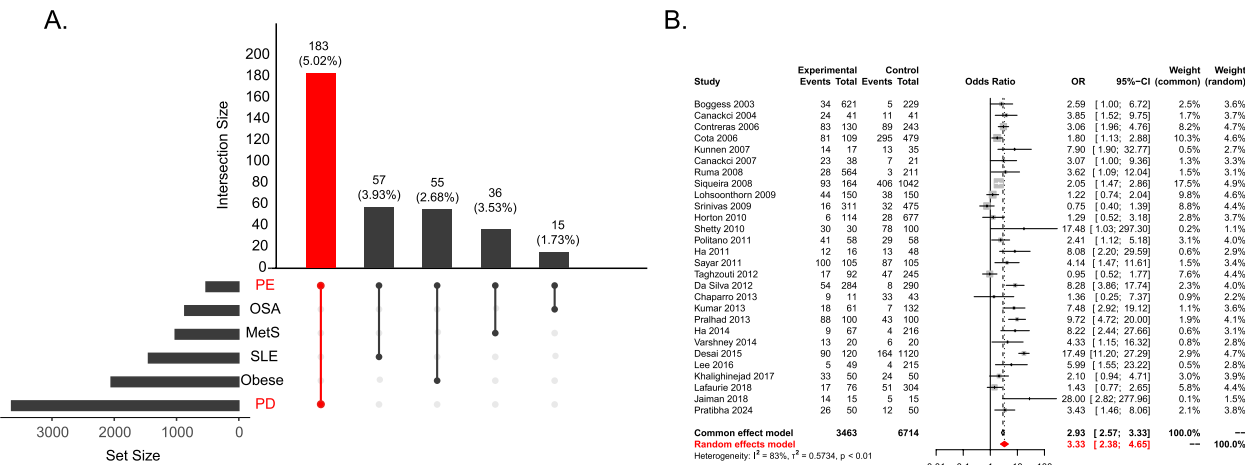 A.
B.
Intersection Size
200
180
160
140
120
100
80
60
40
20
0
183
(5.02%)
57
(3.93%)
55
(2.68%)
36
(3.53%)
15
(1.73%)
PE
OSA
MetS
SLE
Obese
PD
3000 2000 1000 0
Set Size
Experimental Control Weight Weight
Study Events Total Events Total Odds Ratio OR 95%−CI (common) (random)
Boggess 2003 34 621 5 229 2.59 [ 1.00; 6.72] 2.5% 3.6%
Canackci 2004 24 41 11 41 3.85 [ 1.52; 9.75] 1.7% 3.7%
Contreras 2006 83 130 89 243 3.06 [ 1.96; 4.76] 8.2% 4.6%
Cota 2006 81 109 295 479 1.80 [ 1.13; 2.88] 10.3% 4.6%
Kunnen 2007 14 17 13 35 7.90 [ 1.90; 32.77] 0.5% 2.7%
Canackci 2007 23 38 7 21 3.07 [ 1.00; 9.36] 1.3% 3.3%
Ruma 2008 28 564 3 211 3.62 [ 1.09; 12.04] 1.5% 3.1%
Siqueira 2008 93 164 406 1042 2.05 [ 1.47; 2.86] 17.5% 4.9%
Lohsoonthorn 2009 44 150 38 150 1.22 [ 0.74; 2.04] 9.8% 4.6%
Srinivas 2009 16 311 32 475 0.75 [ 0.40; 1.39] 8.8% 4.4%
Horton 2010 6 114 28 677 1.29 [ 0.52; 3.18] 2.8% 3.7%
Shetty 2010 30 30 78 100 17.48 [ 1.03; 297.30] 0.2% 1.1%
Politano 2011 41 58 29 58 2.41 [ 1.12; 5.18] 3.1% 4.0%
Ha 2011 12 16 13 48 8.08 [ 2.20; 29.59] 0.6% 2.9%
Sayar 2011 100 105 87 105 4.14 [ 1.47; 11.61] 1.5% 3.4%
Taghzouti 2012 17 92 47 245 0.95 [ 0.52; 1.77] 7.6% 4.4%
Da Silva 2012 54 284 8 290 8.28 [ 3.86; 17.74] 2.3% 4.0%
Chaparro 2013 9 11 33 43 1.36 [ 0.25; 7.37] 0.9% 2.2%
Kumar 2013 18 61 7 132 7.48 [ 2.92; 19.12] 1.1% 3.6%
Pralhad 2013 88 100 43 100 9.72 [ 4.72; 20.00] 1.9% 4.1%
Ha 2014 9 67 4 216 8.22 [ 2.44; 27.66] 0.6% 3.1%
Varshney 2014 13 20 6 20 4.33 [ 1.15; 16.32] 0.8% 2.8%
Desai 2015 90 120 164 1120 17.49 [11.20; 27.29] 2.9% 4.7%
Lee 2016 5 49 4 215 5.99 [ 1.55; 23.22] 0.5% 2.8%
Khalighinejad 2017 33 50 24 50 2.10 [ 0.94; 4.71] 3.0% 3.9%
Lafaurie 2018 17 76 51 304 1.43 [ 0.77; 2.65] 5.8% 4.4%
Jaiman 2018 14 15 5 15 28.00 [ 2.82; 277.96] 0.1% 1.5%
Pratibha 2024 26 50 12 50 3.43 [ 1.46; 8.06] 2.1% 3.8%
Common effect model 3463 6714 2.93 [ 2.57; 3.33] 100.0% −−
Random effects model 3.33 [ 2.38; 4.65] −− 100.0%
Heterogeneity: I² = 83%, τ² = 0.5734, p < 0.01
0.01 0.1 1 10 100